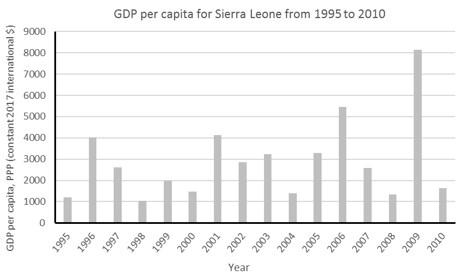 GDP per capita for Sierra Leone from 1995 to 2010
GDP per capita, PPP (constant 2017 international $)
9000
8000
7000
6000
5000
4000
3000
2000
1000
0
1995 1996 1997 1998 1999 2000 2001 2002 2003 2004 2005 2006 2007 2008 2009 2010
Year